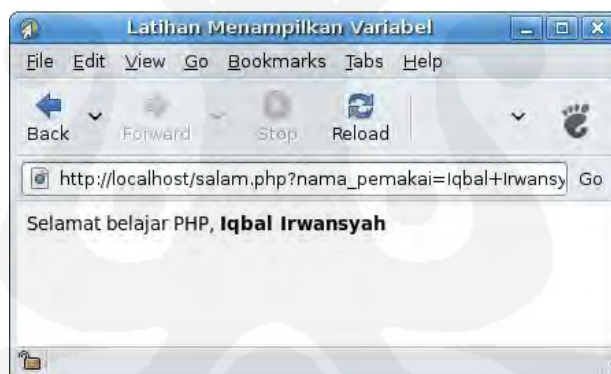 Latihan Menampilkan Variabel
File Edit View Go Bookmarks Tabs Help
Back Forward Stop Reload
http://localhost/salam.php?nama_pemakai=Iqbal+Irwansy Go
Selamat belajar PHP, Iqbal Irwansyah